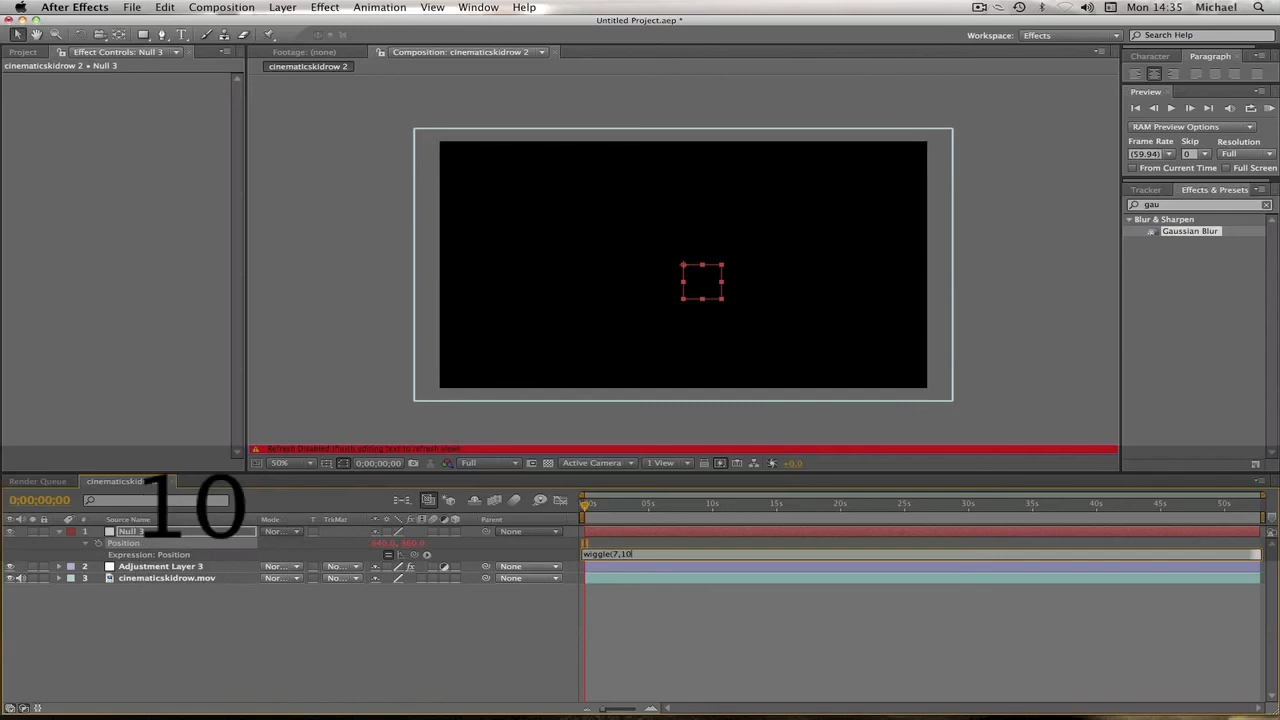 After Effects File Edit Composition Layer Effect Animation View Window Help Mon 14:35 Michael
Untitled Project.aep *
Workspace: Effects Search Help
Project Effect Controls: Null 3 Footage: (none) Composition: cinematicskidrow 2 Character Paragraph
cinematicskidrow 2 • Null 3 cinematicskidrow 2
Preview
RAM Preview Options
Frame Rate Skip Resolution
(59.94) 0 Full
From Current Time Full Screen
Tracker Effects & Presets
gau
Blur & Sharpen
Gaussian Blur
Refresh Disabled (finish editing text to refresh view)
50% 0;00;00;00 Full Active Camera 1 View +0.0
Render Queue cinematicskid
10
0;00;00;00 05s 10s 15s 20s 25s 30s 35s 40s 45s 50s
# Source Name Mode T TrkMat Parent
1 Null 3 Nor... None
Position 640.0, 360.0
Expression: Position wiggle(7,10
2 Adjustment Layer 3 Nor... No... None
3 cinematicskidrow.mov Nor... No... None